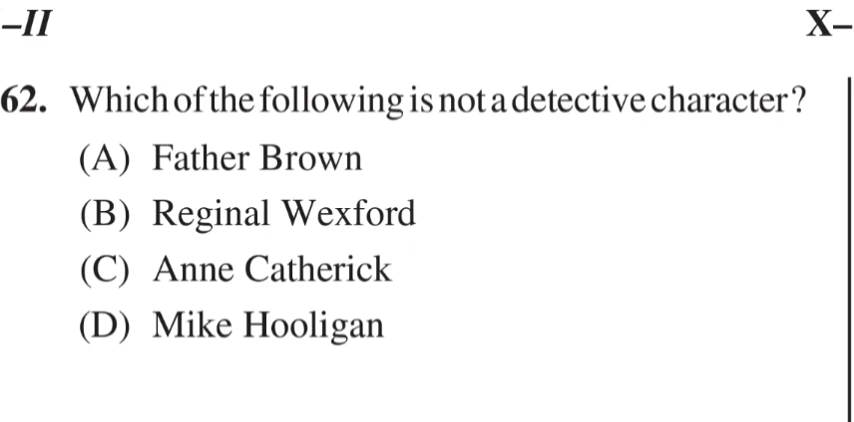 –II X–
62. Which of the following is not a detective character?
(A) Father Brown
(B) Reginal Wexford
(C) Anne Catherick
(D) Mike Hooligan